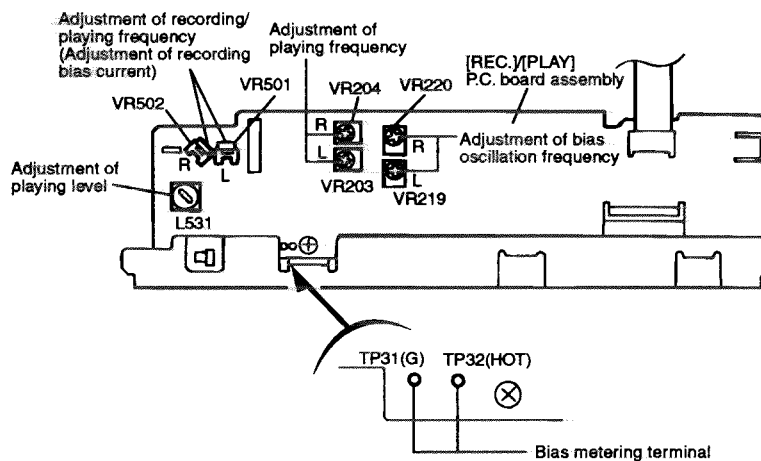 Adjustment of recording/
playing frequency
(Adjustment of recording
bias current)
VR501
VR502
R
L
Adjustment of
playing level
L531
Adjustment of
playing frequency
VR204
VR220
R
L
VR203
R
L
VR219
[REC.]/[PLAY]
P.C. board assembly
Adjustment of bias
oscillation frequency
TP31(G)
TP32(HOT)
Bias metering terminal